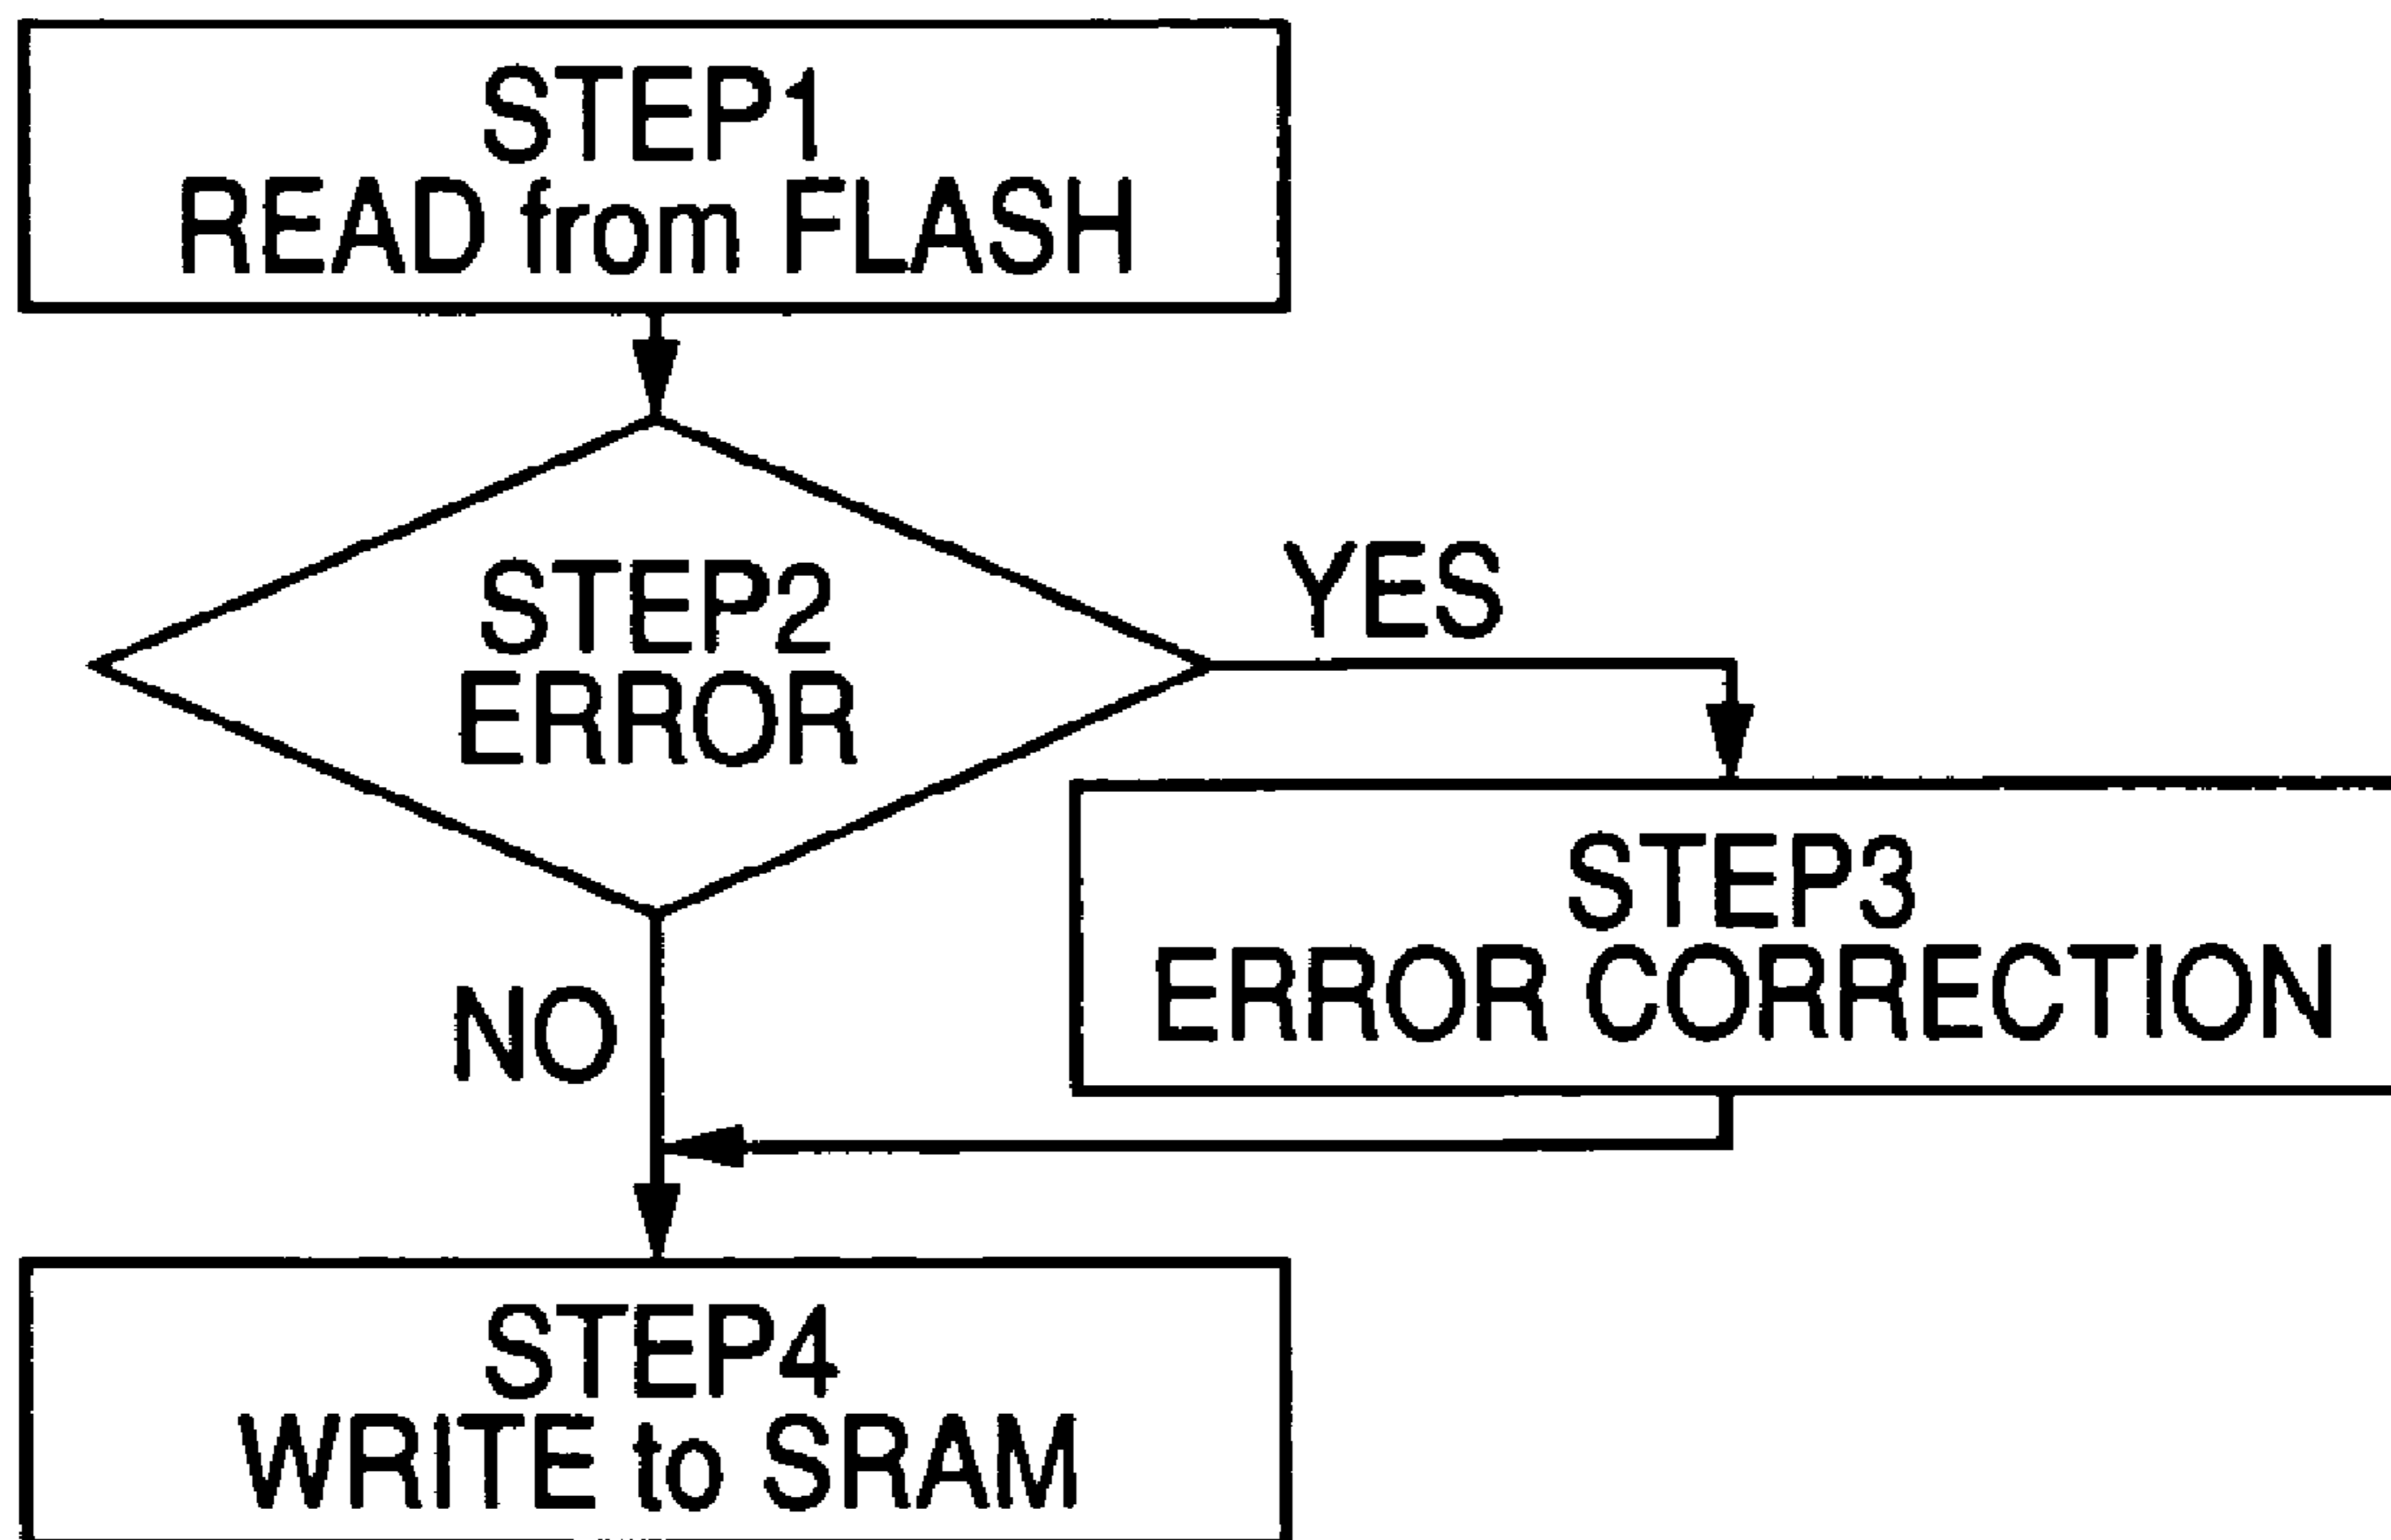 STEP1
READ from FLASH
STEP2
ERROR
YES
STEP3
ERROR CORRECTION
NO
STEP4
WRITE to SRAM